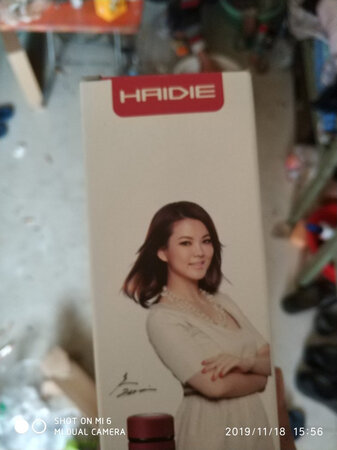 HAIDIE
SHOT ON MI 6
MI DUAL CAMERA
2019/11/18 15:56